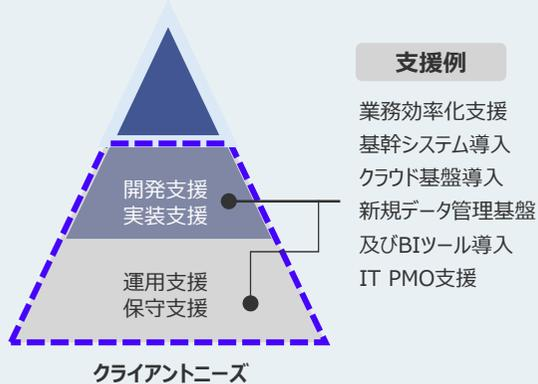 支援例
業務効率化支援
基幹システム導入
クラウド基盤導入
新規データ管理基盤
及びBIツール導入
IT PMO支援
開発支援
実装支援
運用支援
保守支援
クライアントニーズ